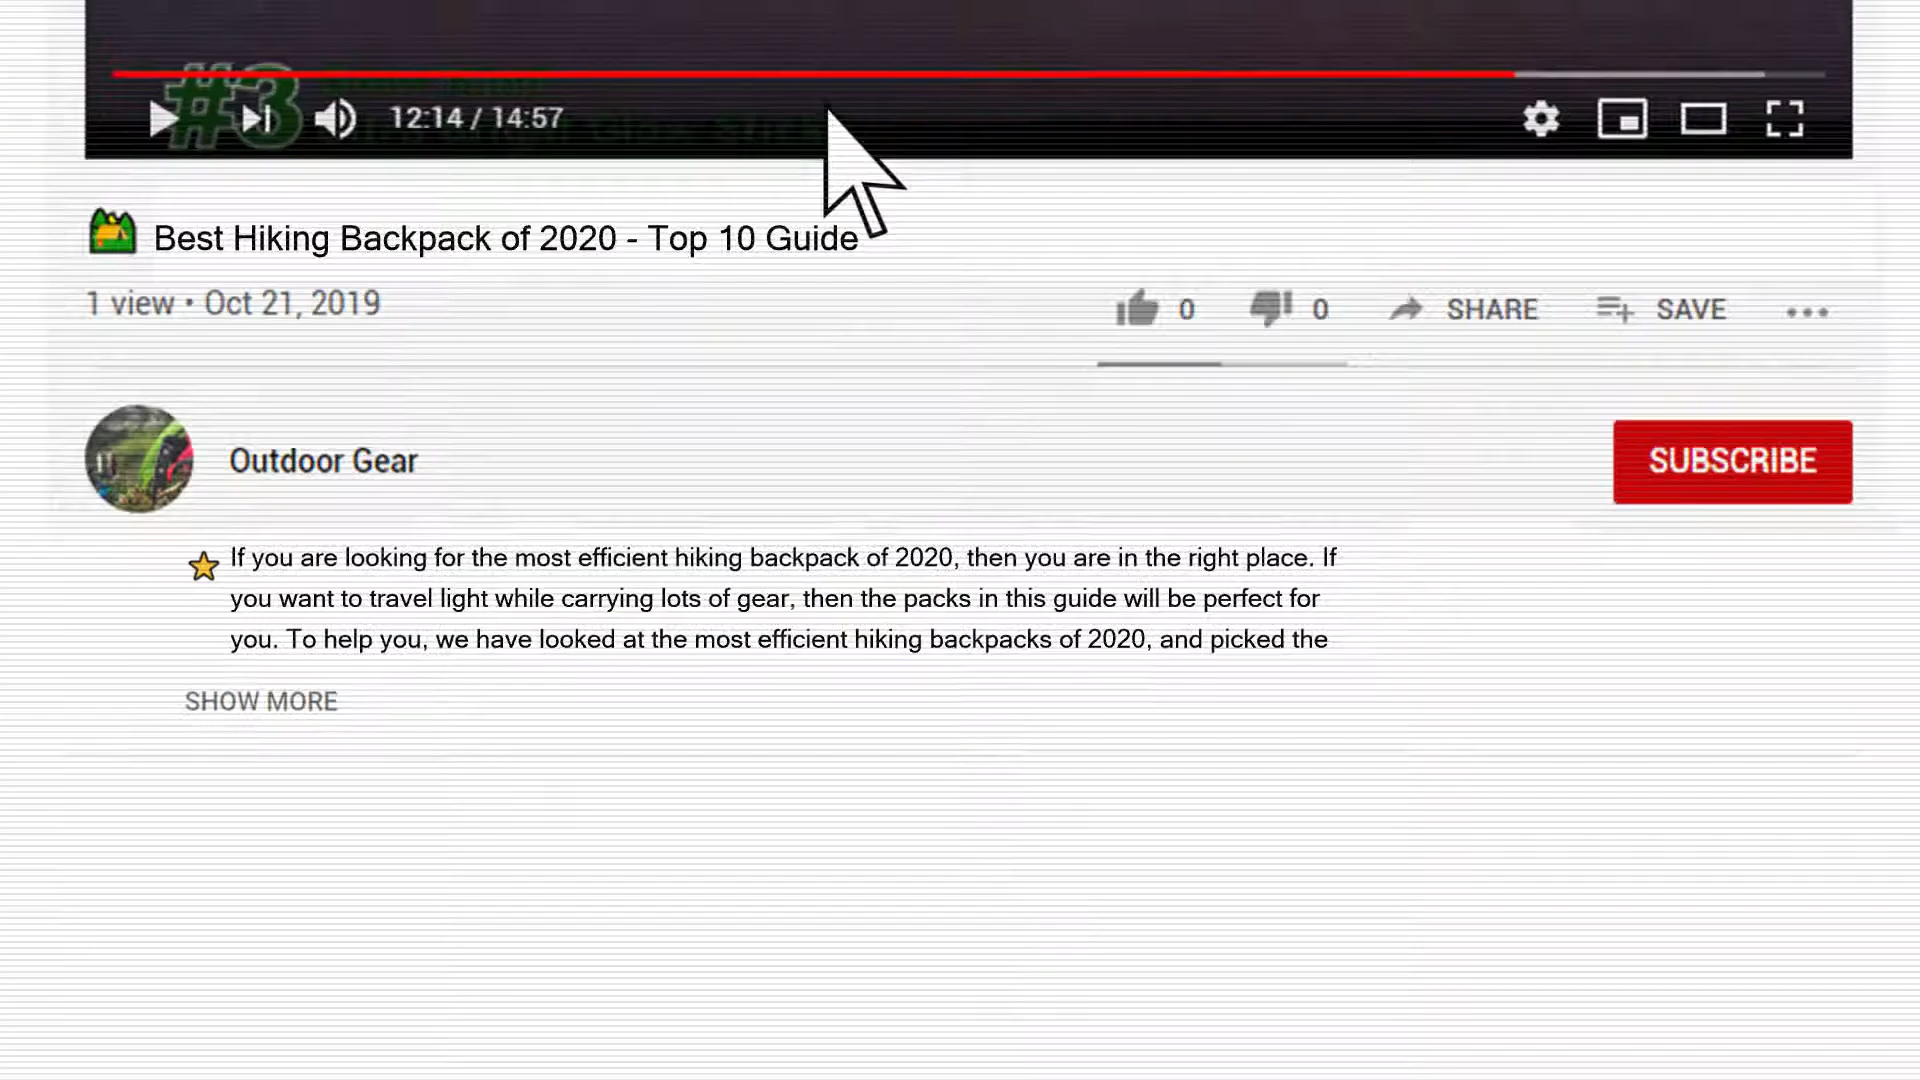 #3
12:14 / 14:57
Best Hiking Backpack of 2020 - Top 10 Guide
1 view • Oct 21, 2019
0 0 SHARE SAVE
Outdoor Gear
SUBSCRIBE
If you are looking for the most efficient hiking backpack of 2020, then you are in the right place. If
you want to travel light while carrying lots of gear, then the packs in this guide will be perfect for
you. To help you, we have looked at the most efficient hiking backpacks of 2020, and picked the
SHOW MORE